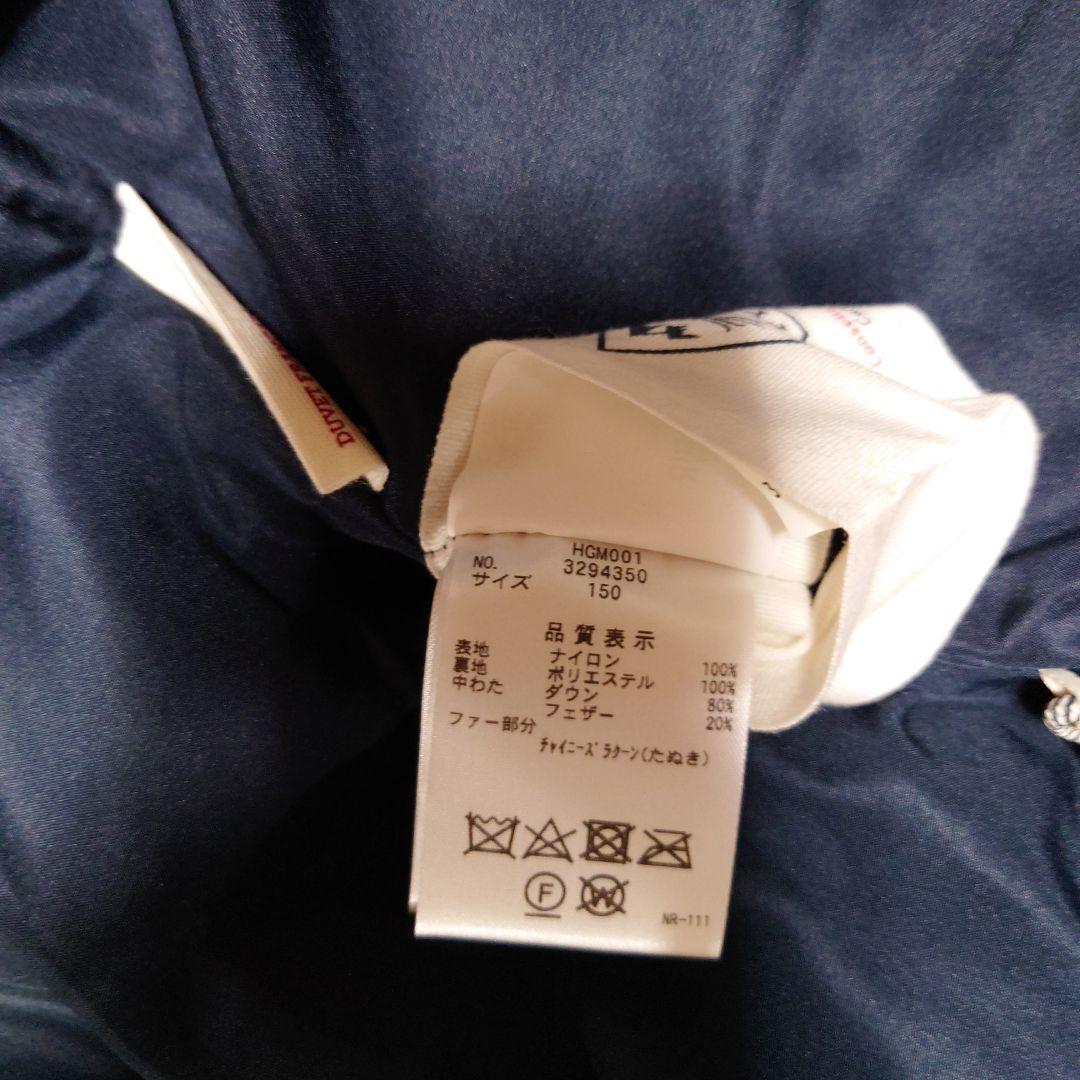 DUVET
HGM001
NO. 3294350
サイズ 150
品質表示
表地 ナイロン 100%
裏地 ポリエステル 100%
中わた ダウン 80%
フェザー 20%
ファー部分
ﾁｬｲﾆｰｽﾞﾗｸｰﾝ(たぬき)
F
W
NR-111